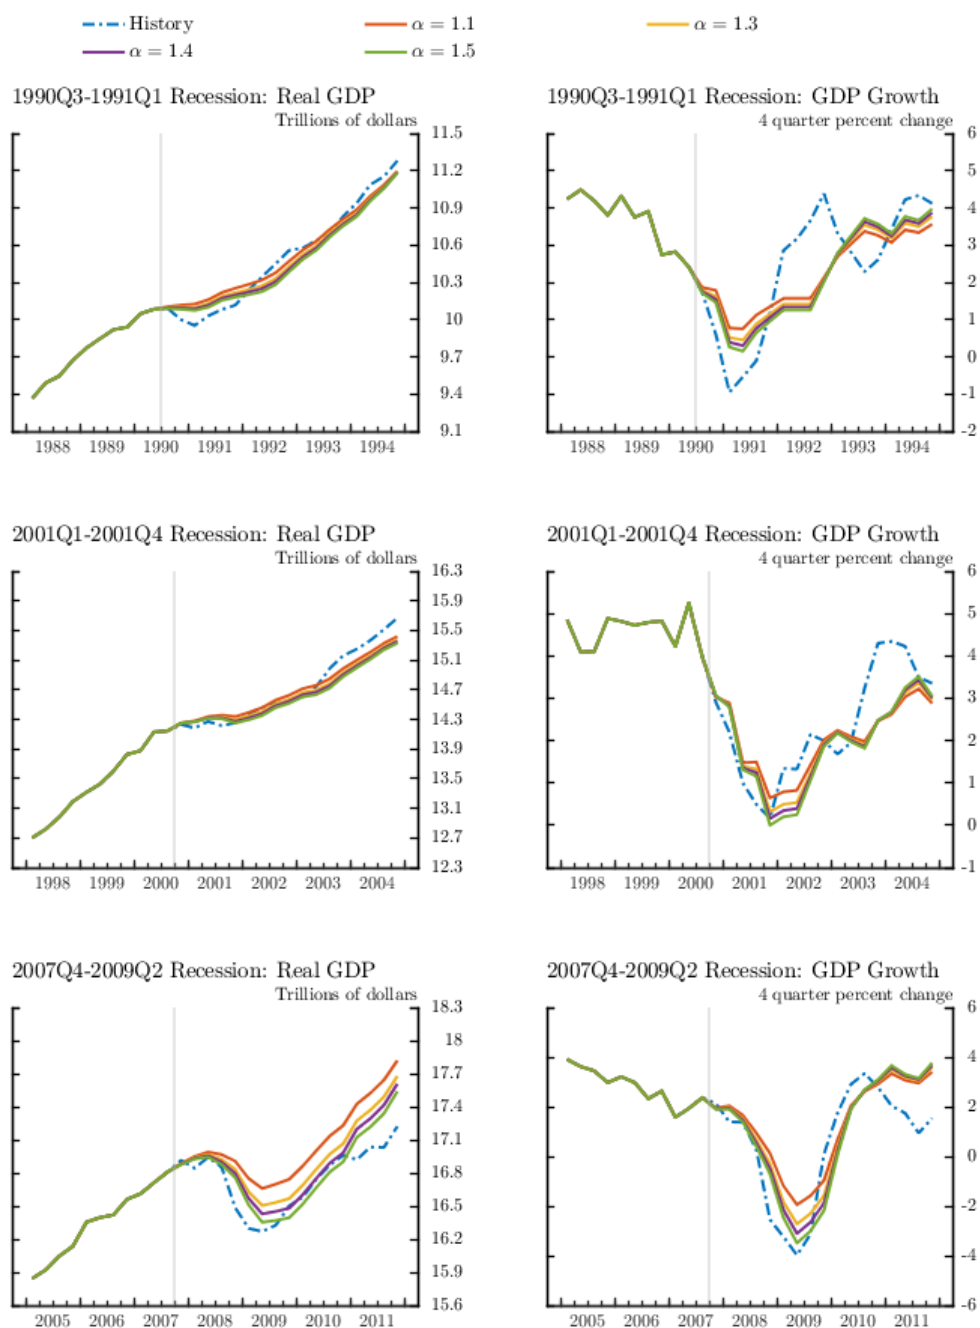 History α = 1.1 α = 1.3
α = 1.4 α = 1.5
1990Q3-1991Q1 Recession: Real GDP
Trillions of dollars
11.5
11.2
10.9
10.6
10.3
10
9.7
9.4
9.1
1988 1989 1990 1991 1992 1993 1994
1990Q3-1991Q1 Recession: GDP Growth
4 quarter percent change
6
5
4
3
2
1
0
-1
-2
1988 1989 1990 1991 1992 1993 1994
2001Q1-2001Q4 Recession: Real GDP
Trillions of dollars
16.3
15.9
15.5
15.1
14.7
14.3
13.9
13.5
13.1
12.7
12.3
1998 1999 2000 2001 2002 2003 2004
2001Q1-2001Q4 Recession: GDP Growth
4 quarter percent change
6
5
4
3
2
1
0
-1
1998 1999 2000 2001 2002 2003 2004
2007Q4-2009Q2 Recession: Real GDP
Trillions of dollars
18.3
18
17.7
17.4
17.1
16.8
16.5
16.2
15.9
15.6
2005 2006 2007 2008 2009 2010 2011
2007Q4-2009Q2 Recession: GDP Growth
4 quarter percent change
6
4
2
0
-2
-4
-6
2005 2006 2007 2008 2009 2010 2011